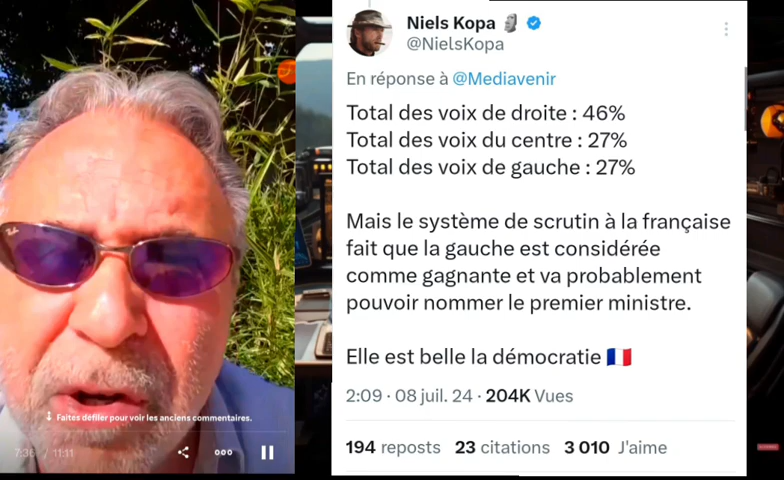 Ray-Ban
Faites défiler pour voir les anciens commentaires.
7:36 / 11:11
Niels Kopa
@NielsKopa
En réponse à @Mediavenir
Total des voix de droite : 46%
Total des voix du centre : 27%
Total des voix de gauche : 27%
Mais le système de scrutin à la française
fait que la gauche est considérée
comme gagnante et va probablement
pouvoir nommer le premier ministre.
Elle est belle la démocratie 🇫🇷
2:09 · 08 juil. 24 · 204K Vues
194 reposts 23 citations 3 010 J'aime